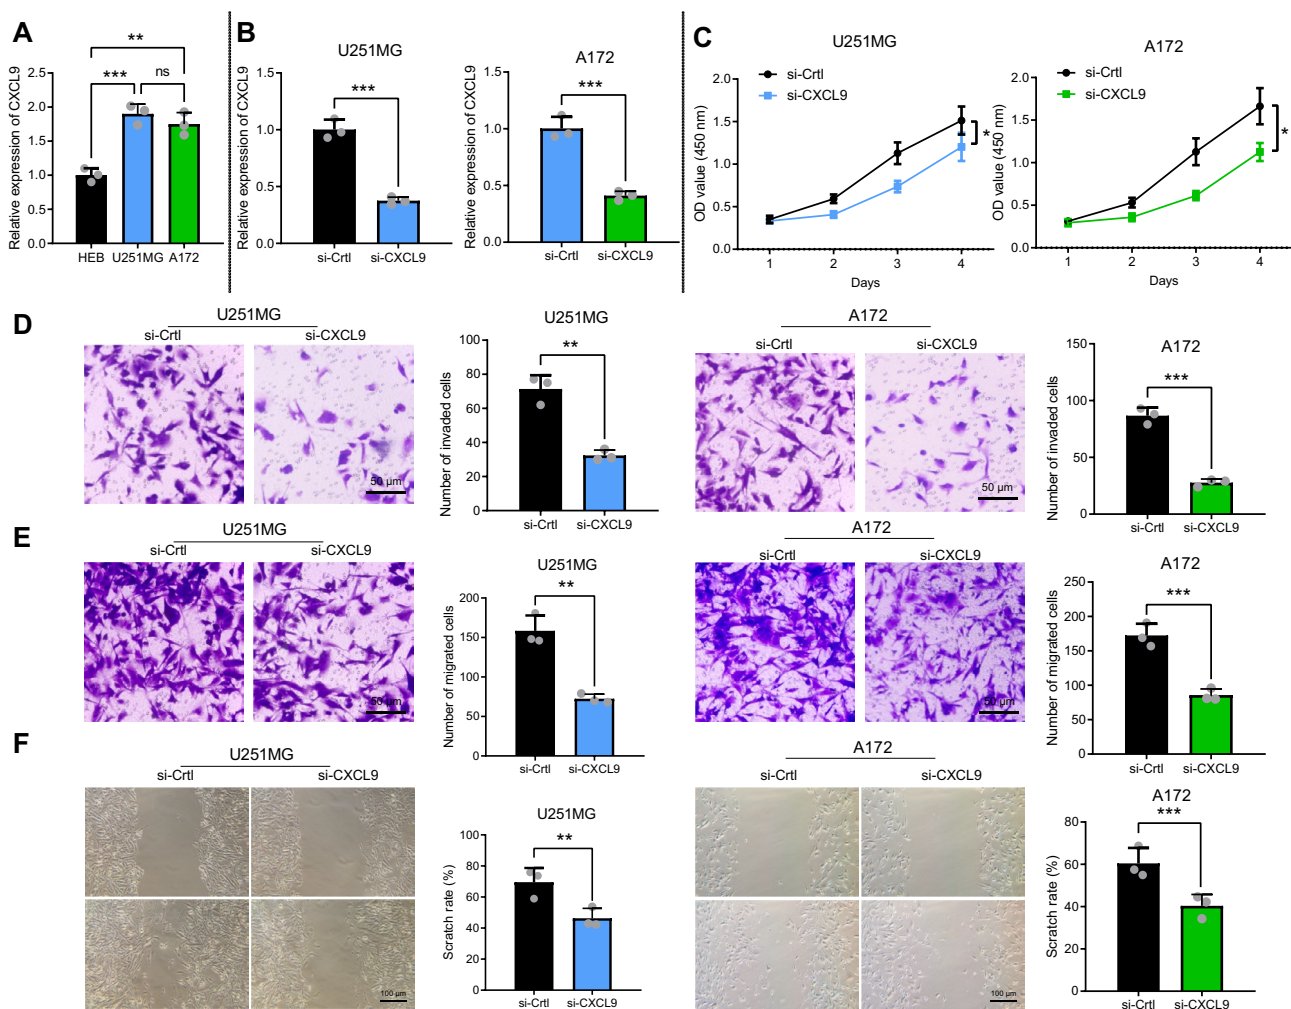 A
**
***
ns
Relative expression of CXCL9
2.5
2.0
1.5
1.0
0.5
0.0
HEB
U251MG
A172
B
U251MG
***
Relative expression of CXCL9
1.5
1.0
0.5
0.0
si-Crtl
si-CXCL9
A172
***
Relative expression of CXCL9
1.5
1.0
0.5
0.0
si-Crtl
si-CXCL9
C
U251MG
si-Crtl
si-CXCL9
OD value (450 nm)
2.0
1.5
1.0
0.5
0.0
*
1 2 3 4
Days
A172
si-Crtl
si-CXCL9
OD value (450 nm)
2.0
1.5
1.0
0.5
0.0
*
1 2 3 4
Days
D
U251MG
si-Crtl
si-CXCL9
50 µm
U251MG
**
Number of invaded cells
100
80
60
40
20
0
si-Crtl
si-CXCL9
A172
si-Crtl
si-CXCL9
50 µm
A172
***
Number of invaded cells
150
100
50
0
si-Crtl
si-CXCL9
E
U251MG
si-Crtl
si-CXCL9
50 µm
U251MG
**
Number of migrated cells
200
150
100
50
0
si-Crtl
si-CXCL9
A172
si-Crtl
si-CXCL9
50 µm
A172
***
Number of migrated cells
250
200
150
100
50
0
si-Crtl
si-CXCL9
F
U251MG
si-Crtl
si-CXCL9
100 µm
U251MG
**
Scratch rate (%)
100
80
60
40
20
0
si-Crtl
si-CXCL9
A172
si-Crtl
si-CXCL9
100 µm
A172
***
Scratch rate (%)
80
60
40
20
0
si-Crtl
si-CXCL9